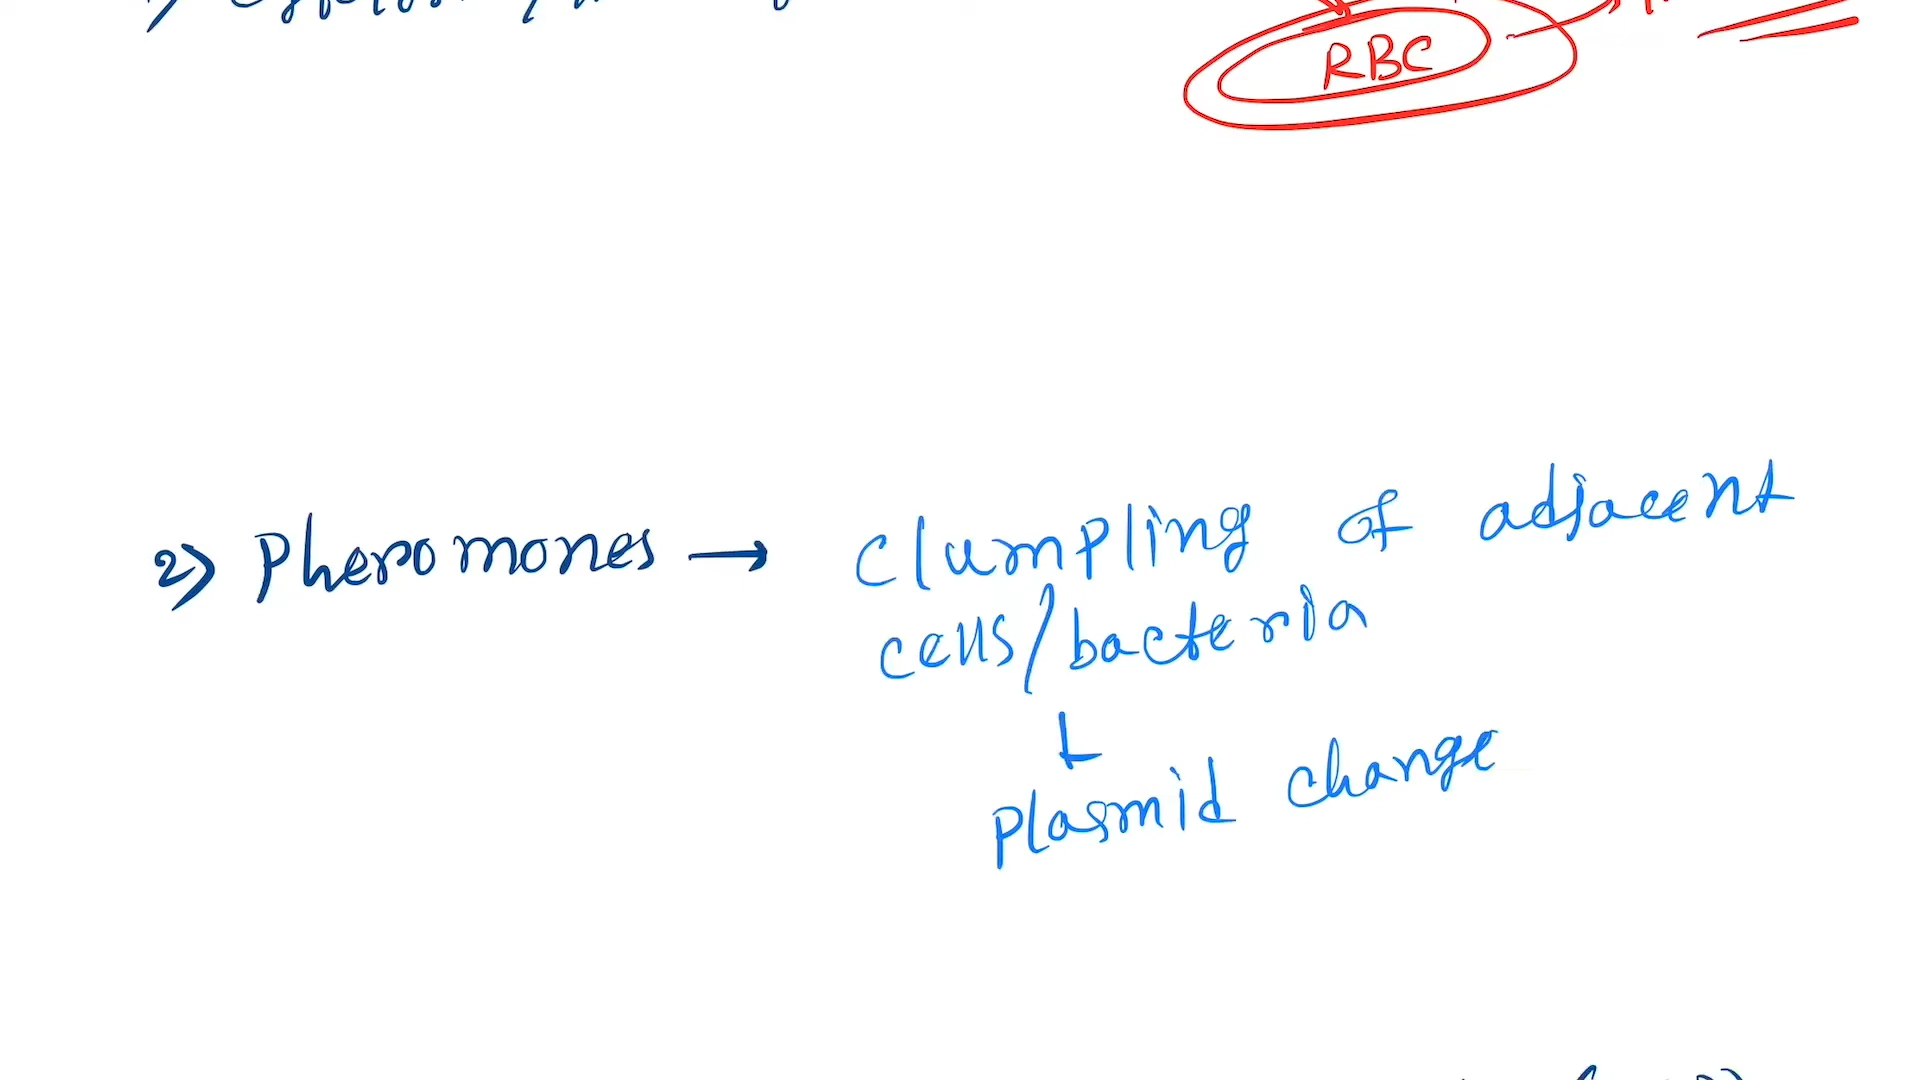 RBC
2) Pheromones → clumpling of adjacent
cells/bacteria
plasmid change